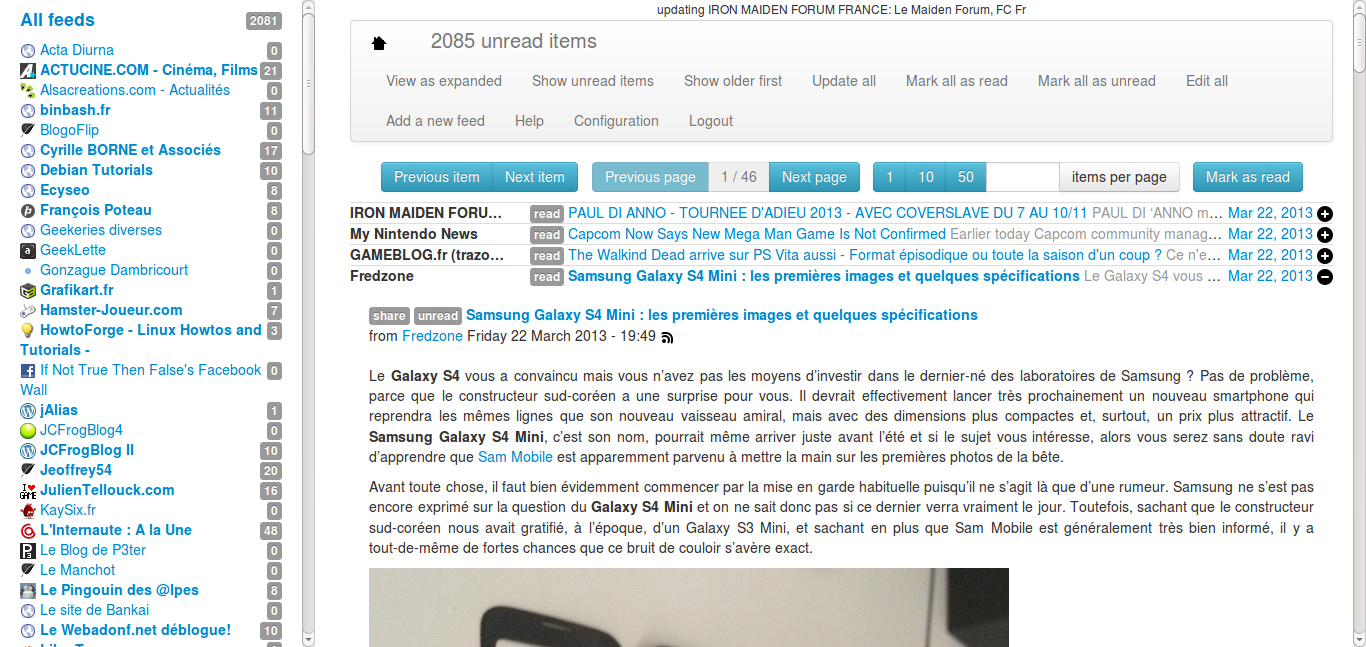 All feeds 2081
Acta Diurna 0
ACTUCINE.COM - Cinéma, Films 21
Alsacreations.com - Actualités 0
binbash.fr 11
BlogoFlip 0
Cyrille BORNE et Associés 17
Debian Tutorials 10
Ecyseo 8
François Poteau 8
Geekeries diverses 0
GeekLette 0
Gonzague Dambricourt 0
Grafikart.fr 1
Hamster-Joueur.com 7
HowtoForge - Linux Howtos and 3
Tutorials -
If Not True Then False's Facebook 0
Wall
jAlias 1
JCFrogBlog4 0
JCFrogBlog II 10
Jeoffrey54 20
JulienTellouck.com 16
KaySix.fr 0
L'Internaute : A la Une 48
Le Blog de P3ter 0
Le Manchot 0
Le Pingouin des @lpes 8
Le site de Bankai 0
Le Webadonf.net déblogue! 10
updating IRON MAIDEN FORUM FRANCE: Le Maiden Forum, FC Fr
2085 unread items
View as expanded Show unread items Show older first Update all Mark all as read Mark all as unread Edit all
Add a new feed Help Configuration Logout
Previous item Next item Previous page 1 / 46 Next page 1 10 50 items per page Mark as read
IRON MAIDEN FORU... read PAUL DI ANNO - TOURNEE D'ADIEU 2013 - AVEC COVERSLAVE DU 7 AU 10/11 PAUL DI ‘ANNO m... Mar 22, 2013
My Nintendo News read Capcom Now Says New Mega Man Game Is Not Confirmed Earlier today Capcom community manag... Mar 22, 2013
GAMEBLOG.fr (trazo... read The Walkind Dead arrive sur PS Vita aussi - Format épisodique ou toute la saison d'un coup ? Ce n'e... Mar 22, 2013
Fredzone read Samsung Galaxy S4 Mini : les premières images et quelques spécifications Le Galaxy S4 vous ... Mar 22, 2013
share unread Samsung Galaxy S4 Mini : les premières images et quelques spécifications
from Fredzone Friday 22 March 2013 - 19:49
Le Galaxy S4 vous a convaincu mais vous n’avez pas les moyens d’investir dans le dernier-né des laboratoires de Samsung ? Pas de problème,
parce que le constructeur sud-coréen a une surprise pour vous. Il devrait effectivement lancer très prochainement un nouveau smartphone qui
reprendra les mêmes lignes que son nouveau vaisseau amiral, mais avec des dimensions plus compactes et, surtout, un prix plus attractif. Le
Samsung Galaxy S4 Mini, c’est son nom, pourrait même arriver juste avant l’été et si le sujet vous intéresse, alors vous serez sans doute ravi
d’apprendre que Sam Mobile est apparemment parvenu à mettre la main sur les premières photos de la bête.
Avant toute chose, il faut bien évidemment commencer par la mise en garde habituelle puisqu’il ne s’agit là que d’une rumeur. Samsung ne s’est pas
encore exprimé sur la question du Galaxy S4 Mini et on ne sait donc pas si ce dernier verra vraiment le jour. Toutefois, sachant que le constructeur
sud-coréen nous avait gratifié, à l’époque, d’un Galaxy S3 Mini, et sachant en plus que Sam Mobile est généralement très bien informé, il y a
tout-de-même de fortes chances que ce bruit de couloir s’avère exact.